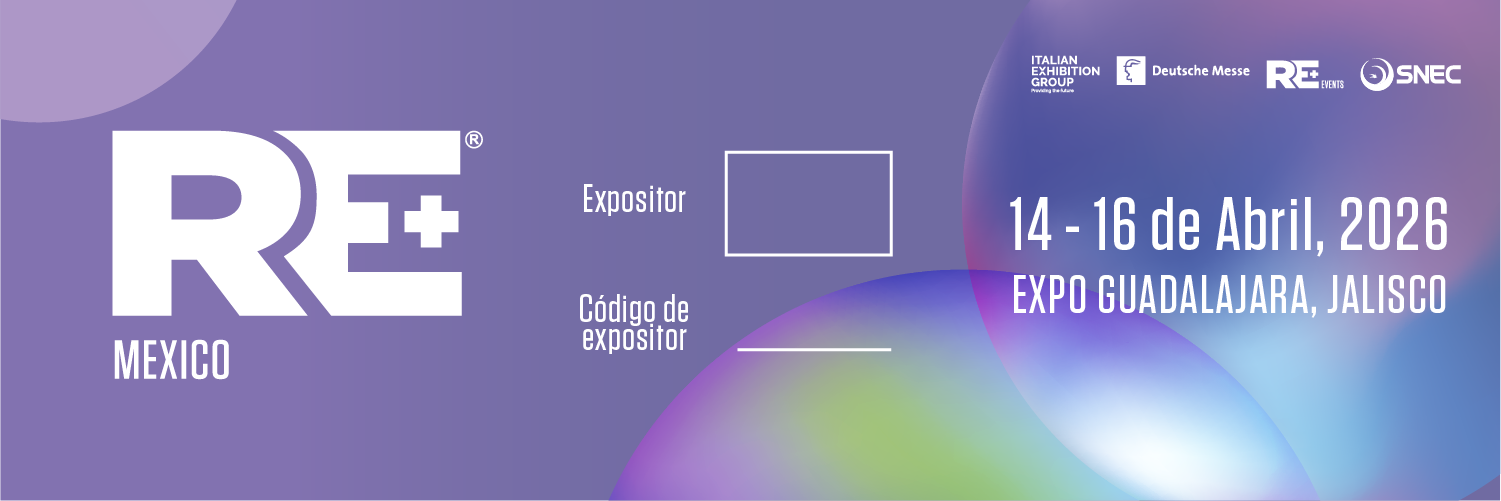 ITALIAN
EXHIBITION
GROUP
Providing the future
Deutsche Messe
RE+ EVENTS
SNEC
RE+®
MEXICO
Expositor
Código de
expositor
14 - 16 de Abril, 2026
EXPO GUADALAJARA, JALISCO